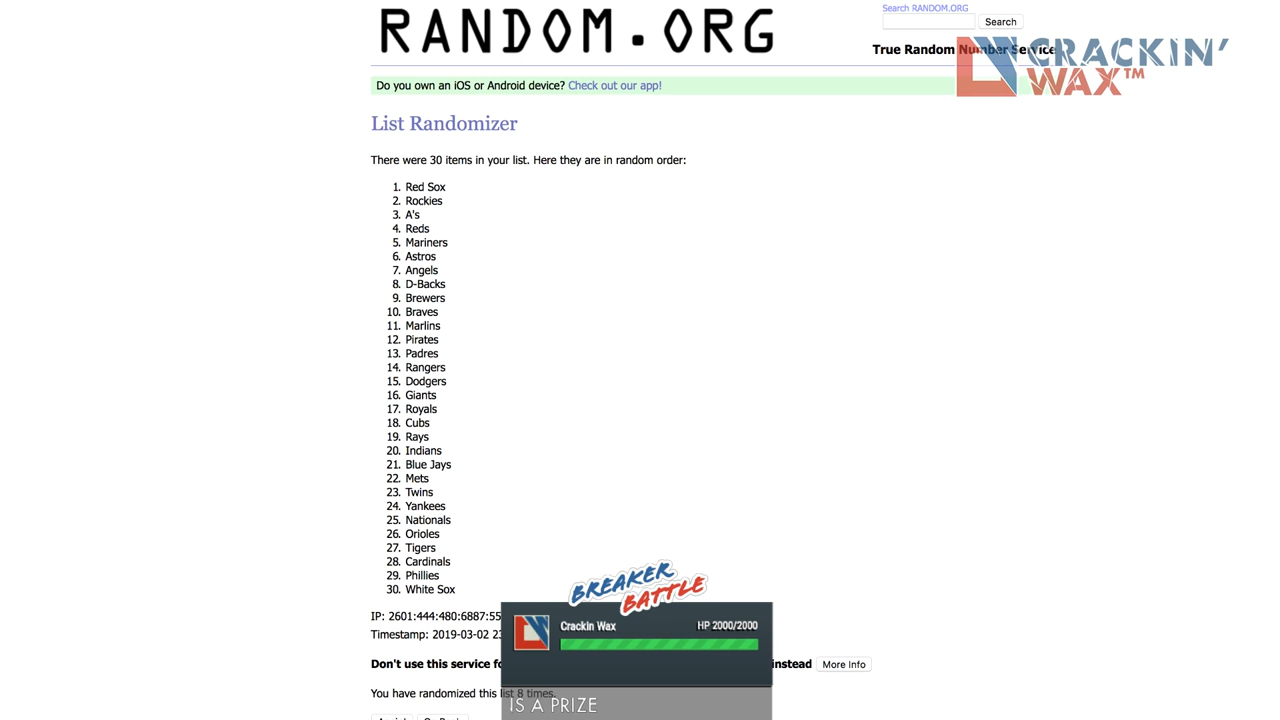 RANDOM.ORG
Search RANDOM.ORG
Search
True Random Number Service
CRACKIN'
WAX™
Do you own an iOS or Android device? Check out our app!
List Randomizer
There were 30 items in your list. Here they are in random order:
1. Red Sox
2. Rockies
3. A's
4. Reds
5. Mariners
6. Astros
7. Angels
8. D-Backs
9. Brewers
10. Braves
11. Marlins
12. Pirates
13. Padres
14. Rangers
15. Dodgers
16. Giants
17. Royals
18. Cubs
19. Rays
20. Indians
21. Blue Jays
22. Mets
23. Twins
24. Yankees
25. Nationals
26. Orioles
27. Tigers
28. Cardinals
29. Phillies
30. White Sox
BREAKER
BATTLE
IP: 2601:444:480:6887:55
Crackin Wax HP 2000/2000
Timestamp: 2019-03-02 23
Don't use this service fo instead More Info
You have randomized this list 8 times.
IS A PRIZE